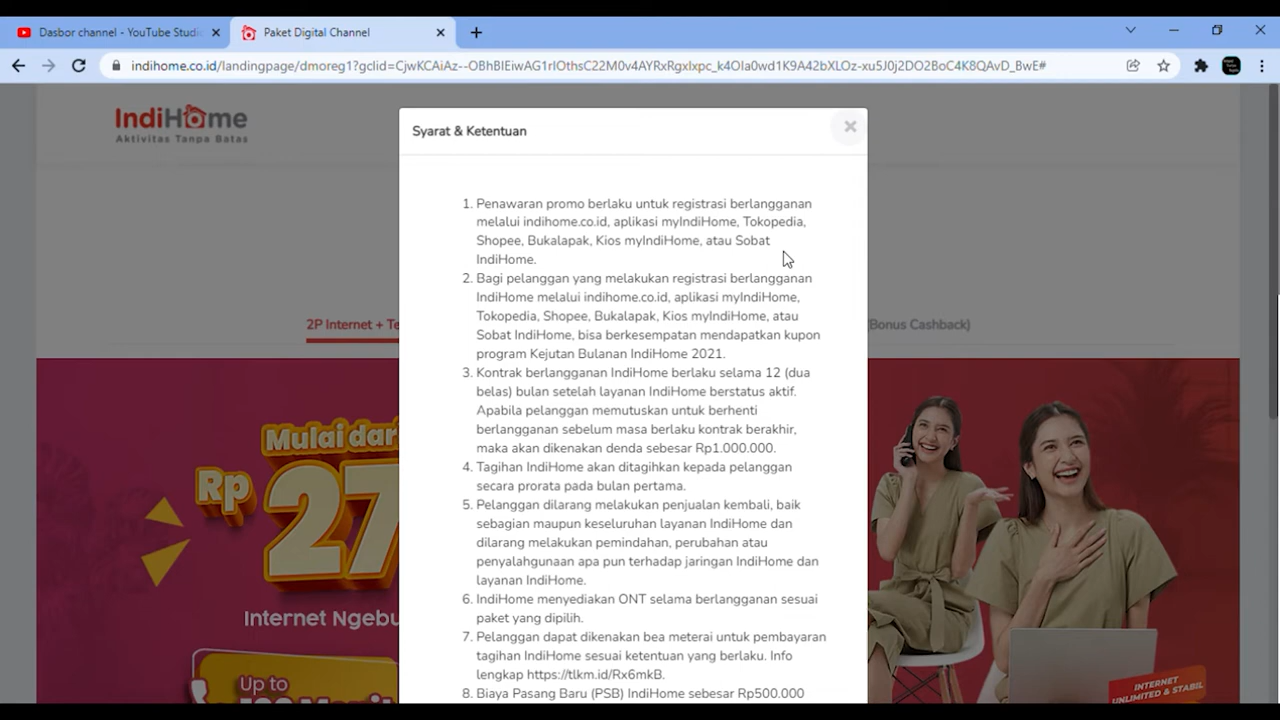 Dasbor channel - YouTube Studi
Paket Digital Channel
indihome.co.id/landingpage/dmoreg1?gclid=CjwKCAiAz--OBhBIEiwAG1rIOthsC22M0v4AYRxRgxlxpc_k4Ola0wd1K9A42bXLOz-xu5J0j2DO2BoC4K8QAvD_BwE#
IndiHome
Aktivitas Tanpa Batas
Syarat & Ketentuan
1. Penawaran promo berlaku untuk registrasi berlangganan
melalui indihome.co.id, aplikasi myIndiHome, Tokopedia,
Shopee, Bukalapak, Kios myIndiHome, atau Sobat
IndiHome.
2. Bagi pelanggan yang melakukan registrasi berlangganan
IndiHome melalui indihome.co.id, aplikasi myIndiHome,
Tokopedia, Shopee, Bukalapak, Kios myIndiHome, atau
Sobat IndiHome, bisa berkesempatan mendapatkan kupon
program Kejutan Bulanan IndiHome 2021.
3. Kontrak berlangganan IndiHome berlaku selama 12 (dua
belas) bulan setelah layanan IndiHome berstatus aktif.
Apabila pelanggan memutuskan untuk berhenti
berlangganan sebelum masa berlaku kontrak berakhir,
maka akan dikenakan denda sebesar Rp1.000.000.
4. Tagihan IndiHome akan ditagihkan kepada pelanggan
secara prorata pada bulan pertama.
5. Pelanggan dilarang melakukan penjualan kembali, baik
sebagian maupun keseluruhan layanan IndiHome dan
dilarang melakukan pemindahan, perubahan atau
penyalahgunaan apa pun terhadap jaringan IndiHome dan
layanan IndiHome.
6. IndiHome menyediakan ONT selama berlangganan sesuai
paket yang dipilih.
7. Pelanggan dapat dikenakan bea meterai untuk pembayaran
tagihan IndiHome sesuai ketentuan yang berlaku. Info
lengkap https://tlkm.id/Rx6mkB.
8. Biaya Pasang Baru (PSB) IndiHome sebesar Rp500.000
2P Internet + Te
(Bonus Cashback)
Mulai dar
Rp 27
Internet Ngebu
Up to
INTERNET
UNLIMITED & STABIL